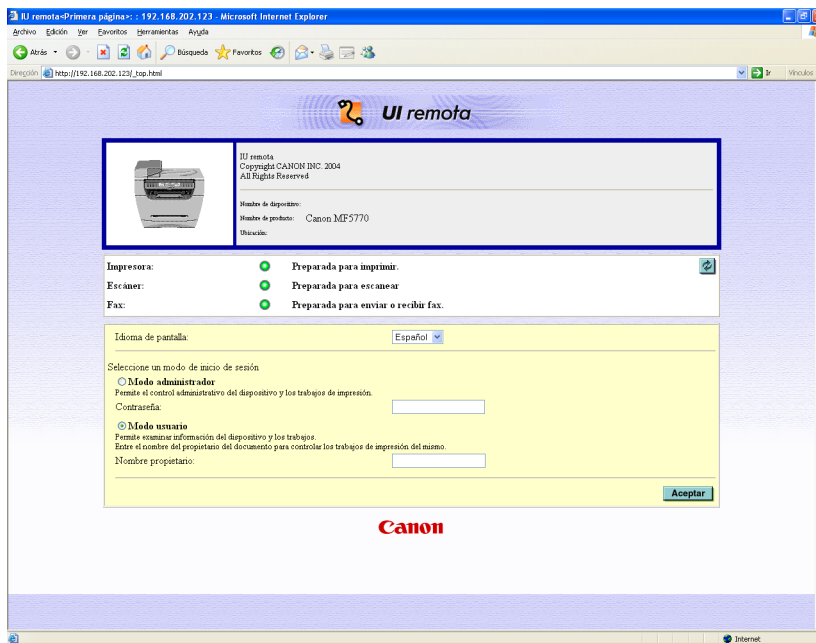 IU remota<Primera página>: : 192.168.202.123 - Microsoft Internet Explorer
Archivo Edición Ver Favoritos Herramientas Ayuda
Atrás Búsqueda Favoritos
Dirección http://192.168.202.123/_top.html Ir Vínculos
UI remota
IU remota
Copyright CANON INC. 2004
All Rights Reserved
Nombre de dispositivo:
Nombre de producto: Canon MF5770
Ubicación:
Impresora: Preparada para imprimir.
Escáner: Preparada para escanear
Fax: Preparada para enviar o recibir fax.
Idioma de pantalla: Español
Seleccione un modo de inicio de sesión
Modo administrador
Permite el control administrativo del dispositivo y los trabajos de impresión.
Contraseña:
Modo usuario
Permite examinar información del dispositivo y los trabajos.
Entre el nombre del propietario del documento para controlar los trabajos de impresión del mismo.
Nombre propietario:
Aceptar
Canon
Internet